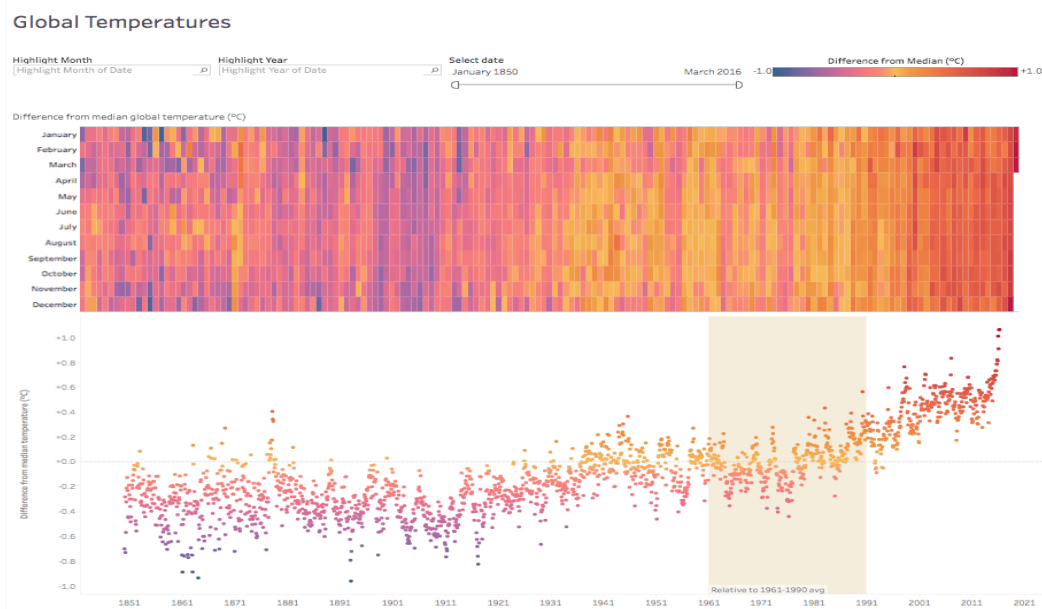 Global Temperatures
Highlight Month
Highlight Month of Date
Highlight Year
Highlight Year of Date
Select date
January 1850 March 2016
Difference from Median (°C)
-1.0 +1.0
Difference from median global temperature (°C)
January
February
March
April
May
June
July
August
September
October
November
December
Difference from median temperature (°C)
+1.0
+0.8
+0.6
+0.4
+0.2
+0.0
-0.2
-0.4
-0.6
-0.8
-1.0
Relative to 1961-1990 avg
1851 1861 1871 1881 1891 1901 1911 1921 1931 1941 1951 1961 1971 1981 1991 2001 2011 2021